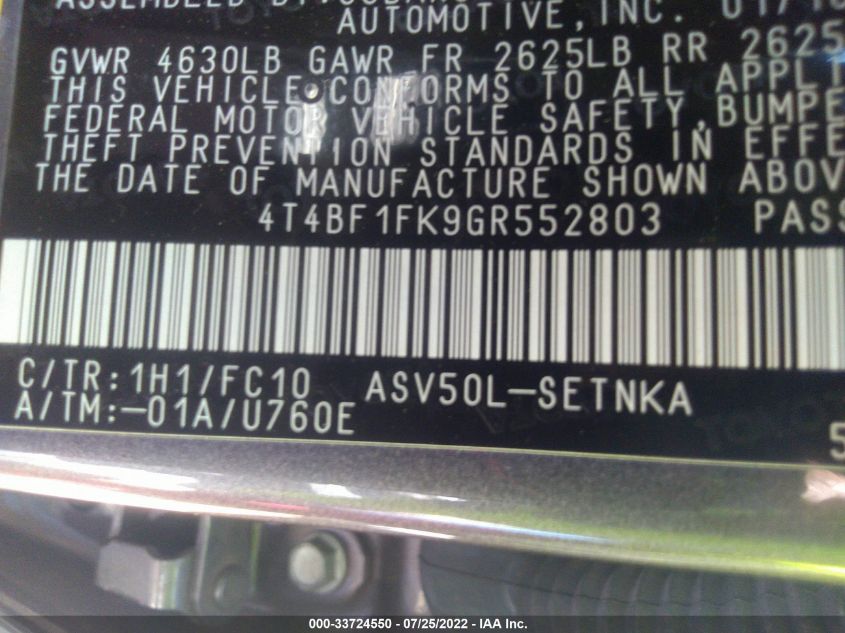 AUTOMOTIVE, INC.
GVWR 4630LB GAWR FR 2625LB RR 2625
THIS VEHICLE CONFORMS TO ALL APPLI
FEDERAL MOTOR VEHICLE SAFETY, BUMPE
THEFT PREVENTION STANDARDS IN EFFE
THE DATE OF MANUFACTURE SHOWN ABOV
4T4BF1FK9GR552803 PASS
C/TR:1H1/FC10 ASV50L-SETNKA
A/TM:-01A/U760E
5
000-33724550 - 07/25/2022 - IAA Inc.